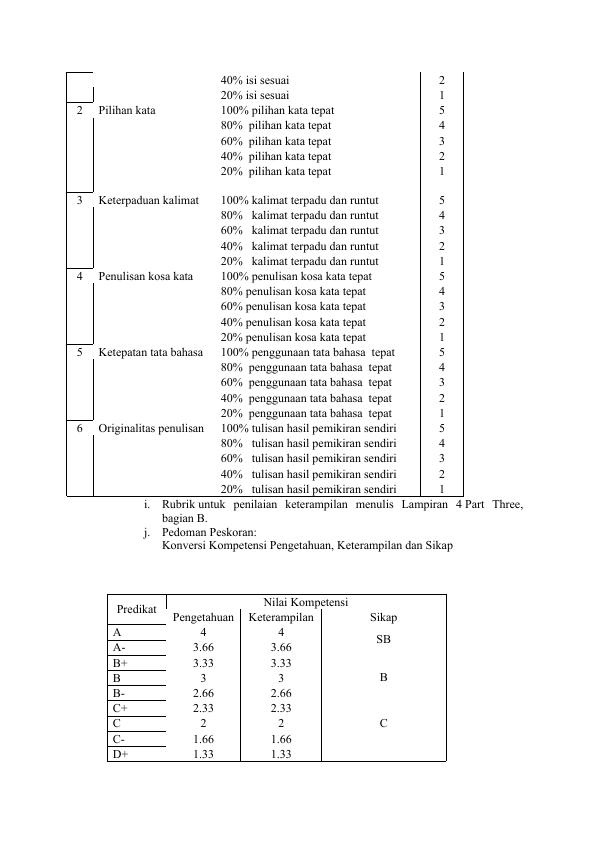 40% isi sesuai 2
20% isi sesuai 1
2 Pilihan kata 100% pilihan kata tepat 5
80% pilihan kata tepat 4
60% pilihan kata tepat 3
40% pilihan kata tepat 2
20% pilihan kata tepat 1
3 Keterpaduan kalimat 100% kalimat terpadu dan runtut 5
80% kalimat terpadu dan runtut 4
60% kalimat terpadu dan runtut 3
40% kalimat terpadu dan runtut 2
20% kalimat terpadu dan runtut 1
4 Penulisan kosa kata 100% penulisan kosa kata tepat 5
80% penulisan kosa kata tepat 4
60% penulisan kosa kata tepat 3
40% penulisan kosa kata tepat 2
20% penulisan kosa kata tepat 1
5 Ketepatan tata bahasa 100% penggunaan tata bahasa tepat 5
80% penggunaan tata bahasa tepat 4
60% penggunaan tata bahasa tepat 3
40% penggunaan tata bahasa tepat 2
20% penggunaan tata bahasa tepat 1
6 Originalitas penulisan 100% tulisan hasil pemikiran sendiri 5
80% tulisan hasil pemikiran sendiri 4
60% tulisan hasil pemikiran sendiri 3
40% tulisan hasil pemikiran sendiri 2
20% tulisan hasil pemikiran sendiri 1
i. Rubrik untuk penilaian keterampilan menulis Lampiran 4 Part Three,
bagian B.
j. Pedoman Peskoran:
Konversi Kompetensi Pengetahuan, Keterampilan dan Sikap
Predikat Nilai Kompetensi
Pengetahuan Keterampilan Sikap
A 4 4 SB
A- 3.66 3.66
B+ 3.33 3.33
B 3 3 B
B- 2.66 2.66
C+ 2.33 2.33
C 2 2 C
C- 1.66 1.66
D+ 1.33 1.33